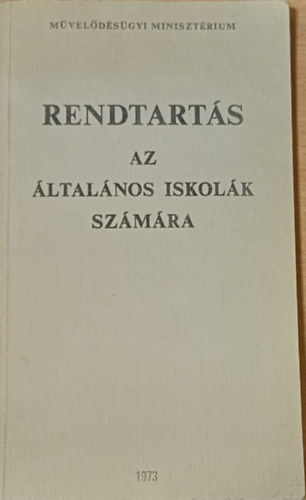 MŰVELŐDÉSÜGYI MINISZTÉRIUM
RENDTARTÁS
AZ
ÁLTALÁNOS ISKOLÁK
SZÁMÁRA
1973